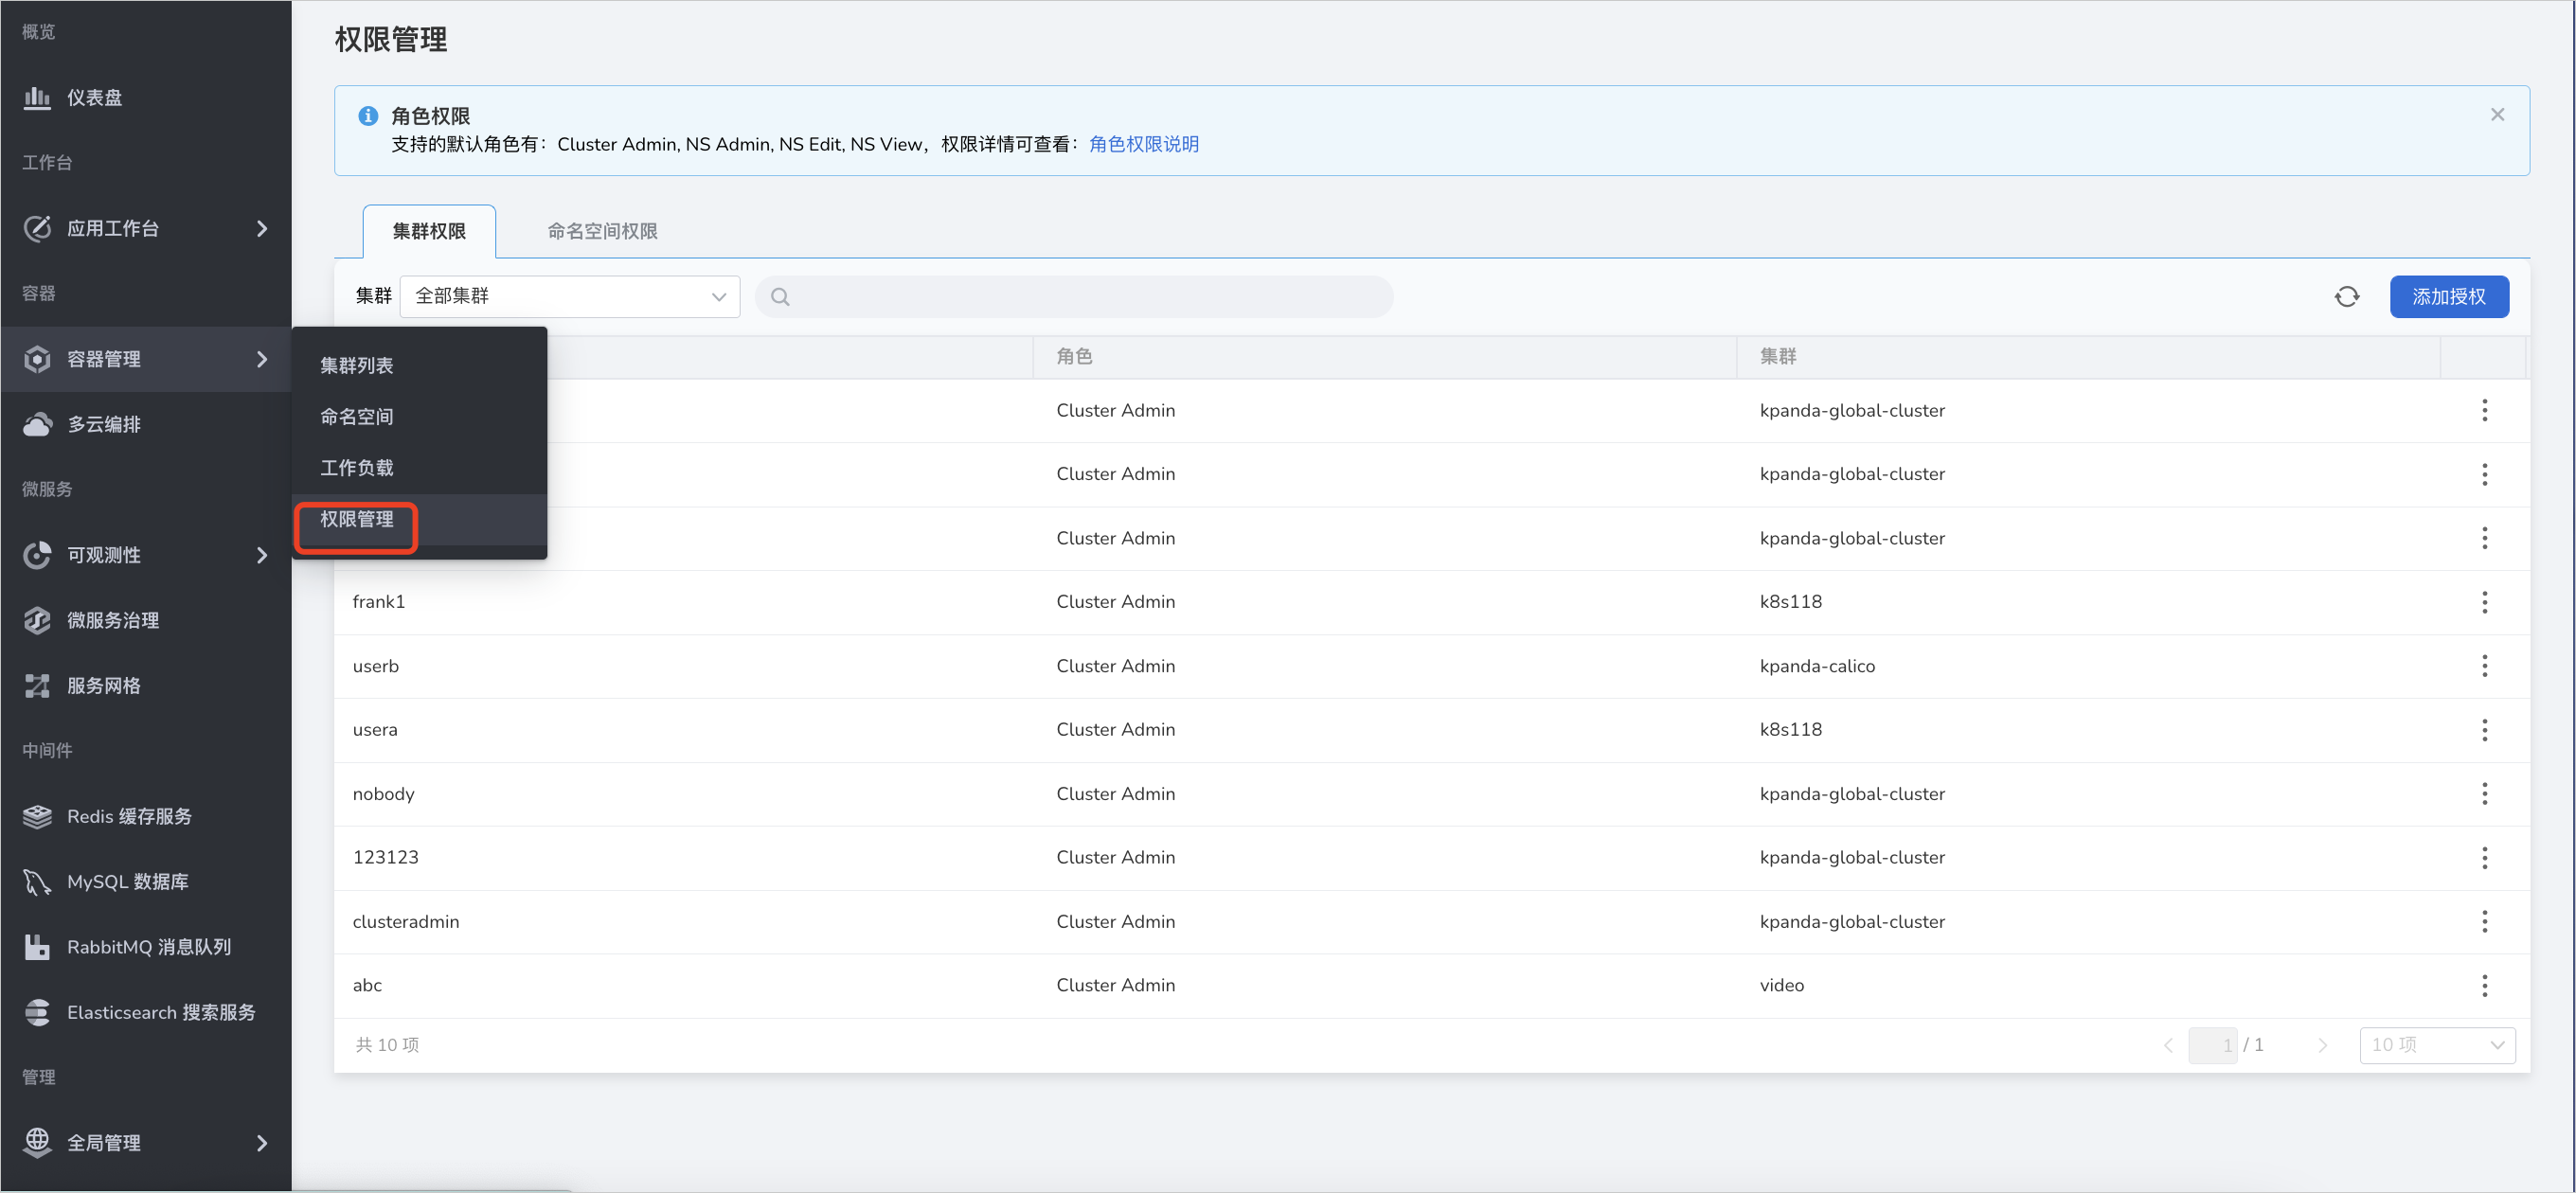 概览
仪表盘
工作台
应用工作台
容器
容器管理
多云编排
微服务
可观测性
微服务治理
服务网格
中间件
Redis 缓存服务
MySQL 数据库
RabbitMQ 消息队列
Elasticsearch 搜索服务
管理
全局管理
集群列表
命名空间
工作负载
权限管理
权限管理
角色权限
支持的默认角色有：Cluster Admin, NS Admin, NS Edit, NS View，权限详情可查看：角色权限说明
集群权限 命名空间权限
集群 全部集群 添加授权
角色 集群
Cluster Admin kpanda-global-cluster
Cluster Admin kpanda-global-cluster
Cluster Admin kpanda-global-cluster
frank1 Cluster Admin k8s118
userb Cluster Admin kpanda-calico
usera Cluster Admin k8s118
nobody Cluster Admin kpanda-global-cluster
123123 Cluster Admin kpanda-global-cluster
clusteradmin Cluster Admin kpanda-global-cluster
abc Cluster Admin video
共 10 项 1 / 1 10 项